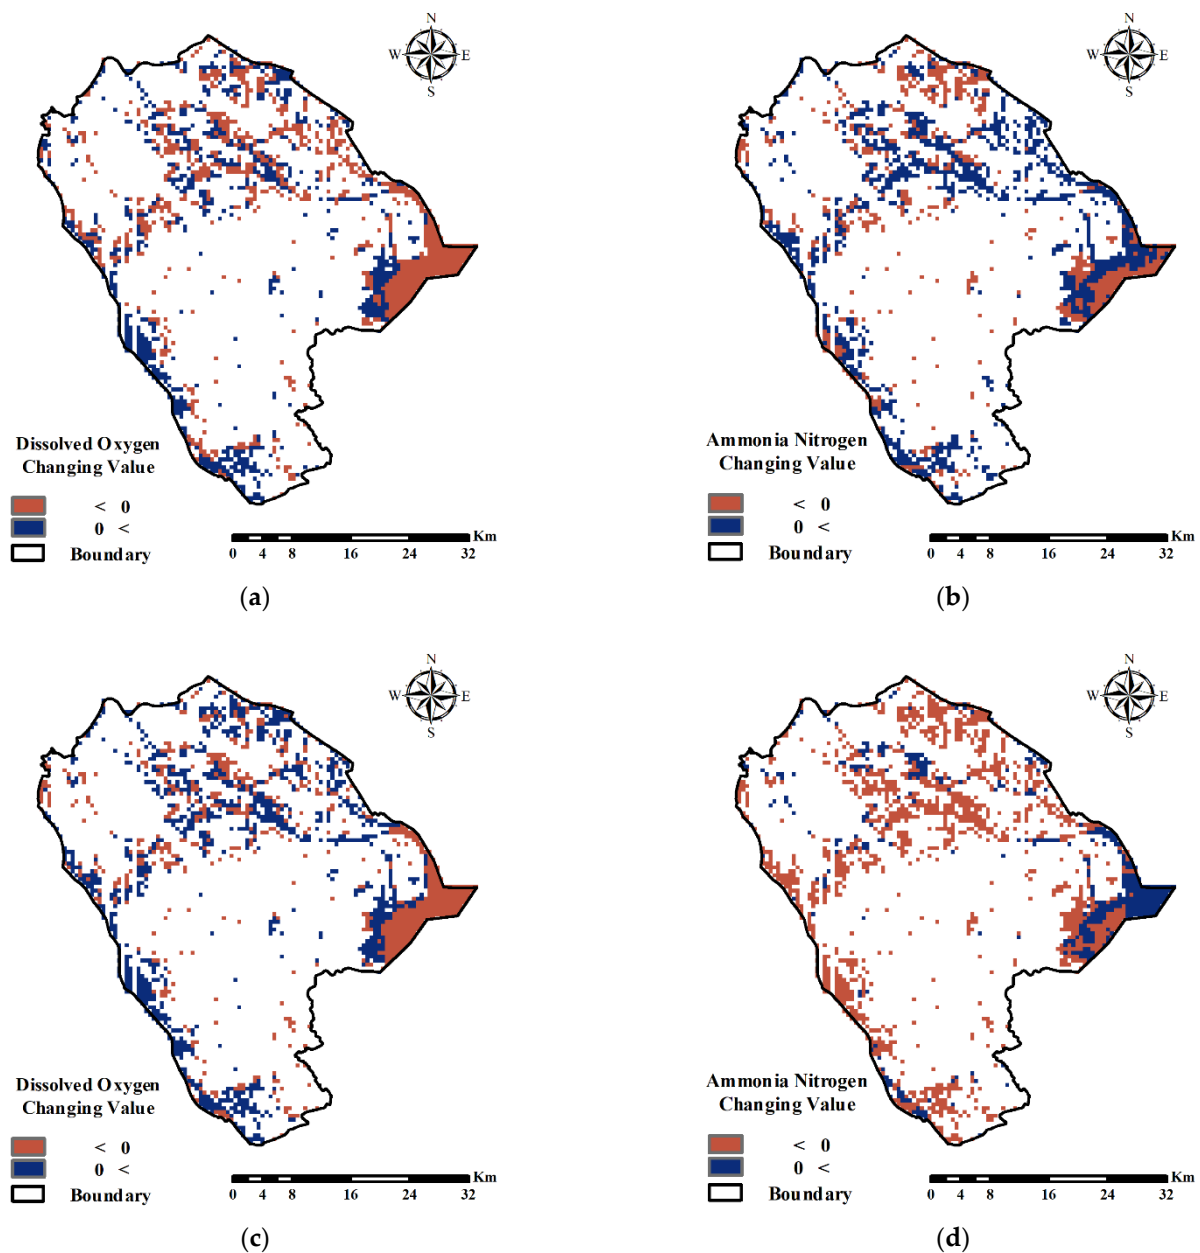 N
W E
S
Dissolved Oxygen
Changing Value
< 0
0 <
Boundary
Km
0 4 8 16 24 32
(a)
N
W E
S
Ammonia Nitrogen
Changing Value
< 0
0 <
Boundary
Km
0 4 8 16 24 32
(b)
N
W E
S
Dissolved Oxygen
Changing Value
< 0
0 <
Boundary
Km
0 4 8 16 24 32
(c)
N
W E
S
Ammonia Nitrogen
Changing Value
< 0
0 <
Boundary
Km
0 4 8 16 24 32
(d)